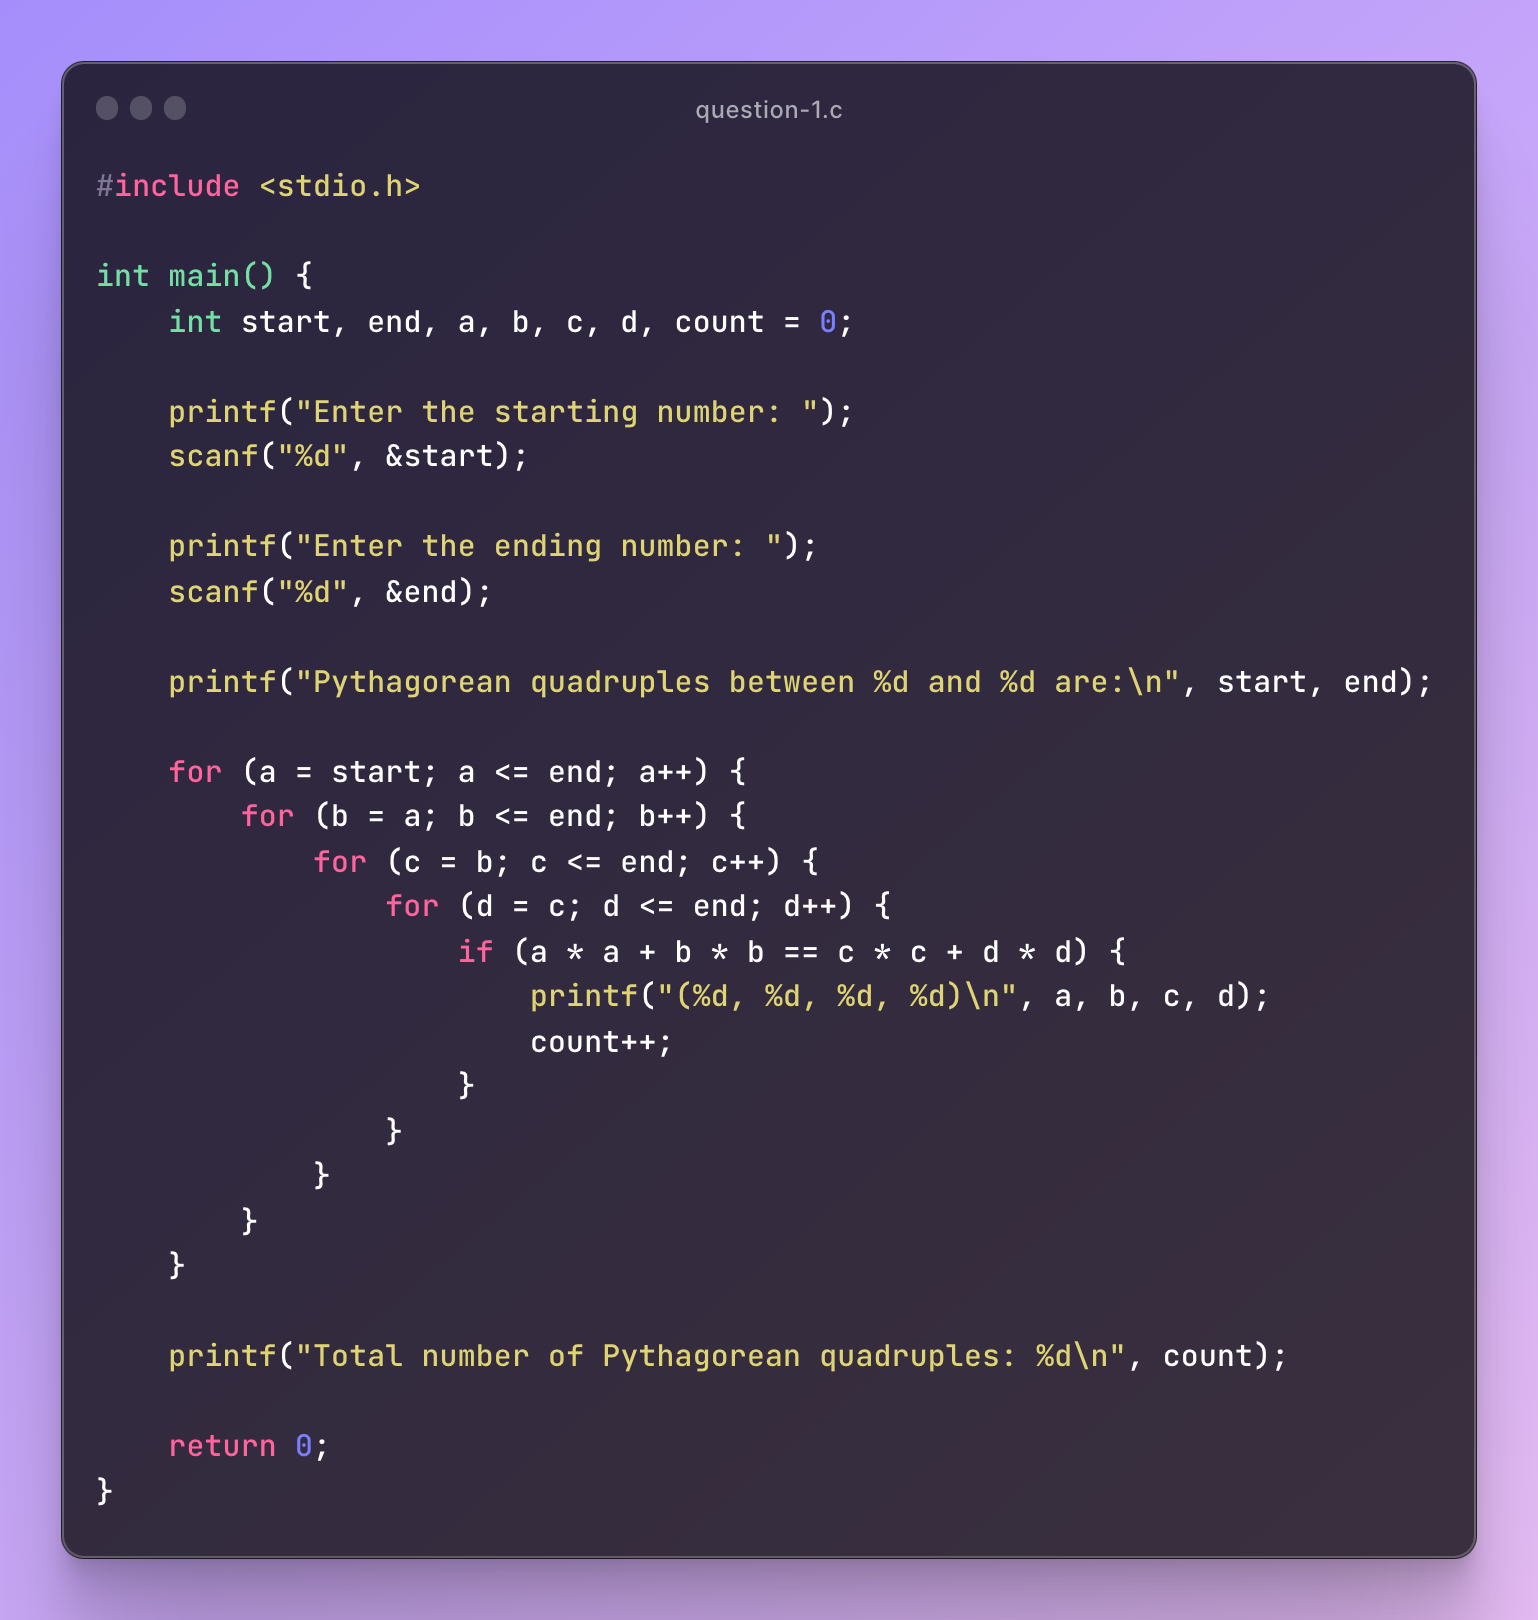 question-1.c
#include <stdio.h>
int main() {
    int start, end, a, b, c, d, count = 0;
    printf("Enter the starting number: ");
    scanf("%d", &start);
    printf("Enter the ending number: ");
    scanf("%d", &end);
    printf("Pythagorean quadruples between %d and %d are:\n", start, end);
    for (a = start; a <= end; a++) {
        for (b = a; b <= end; b++) {
            for (c = b; c <= end; c++) {
                for (d = c; d <= end; d++) {
                    if (a * a + b * b == c * c + d * d) {
                        printf("(%d, %d, %d, %d)\n", a, b, c, d);
                        count++;
                    }
                }
            }
        }
    }
    printf("Total number of Pythagorean quadruples: %d\n", count);
    return 0;
}